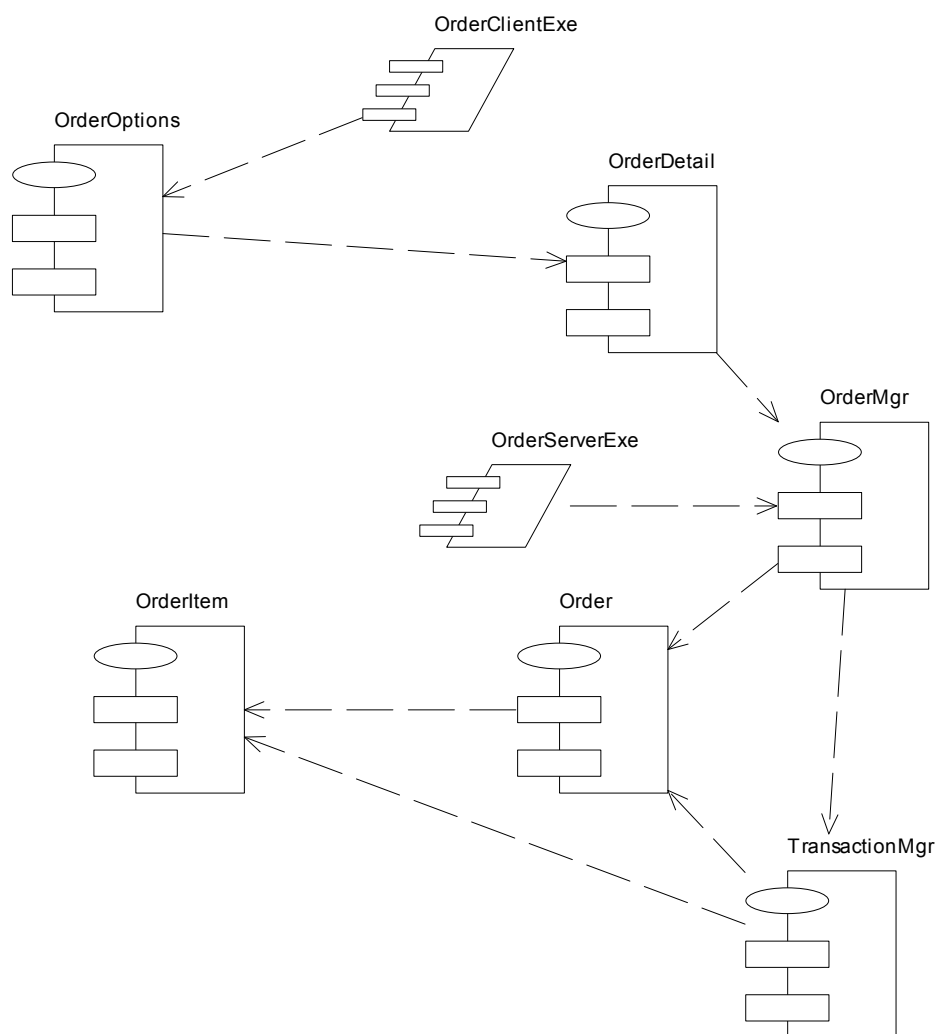 OrderClientExe
OrderOptions
OrderDetail
OrderMgr
OrderServerExe
OrderItem
Order
TransactionMgr